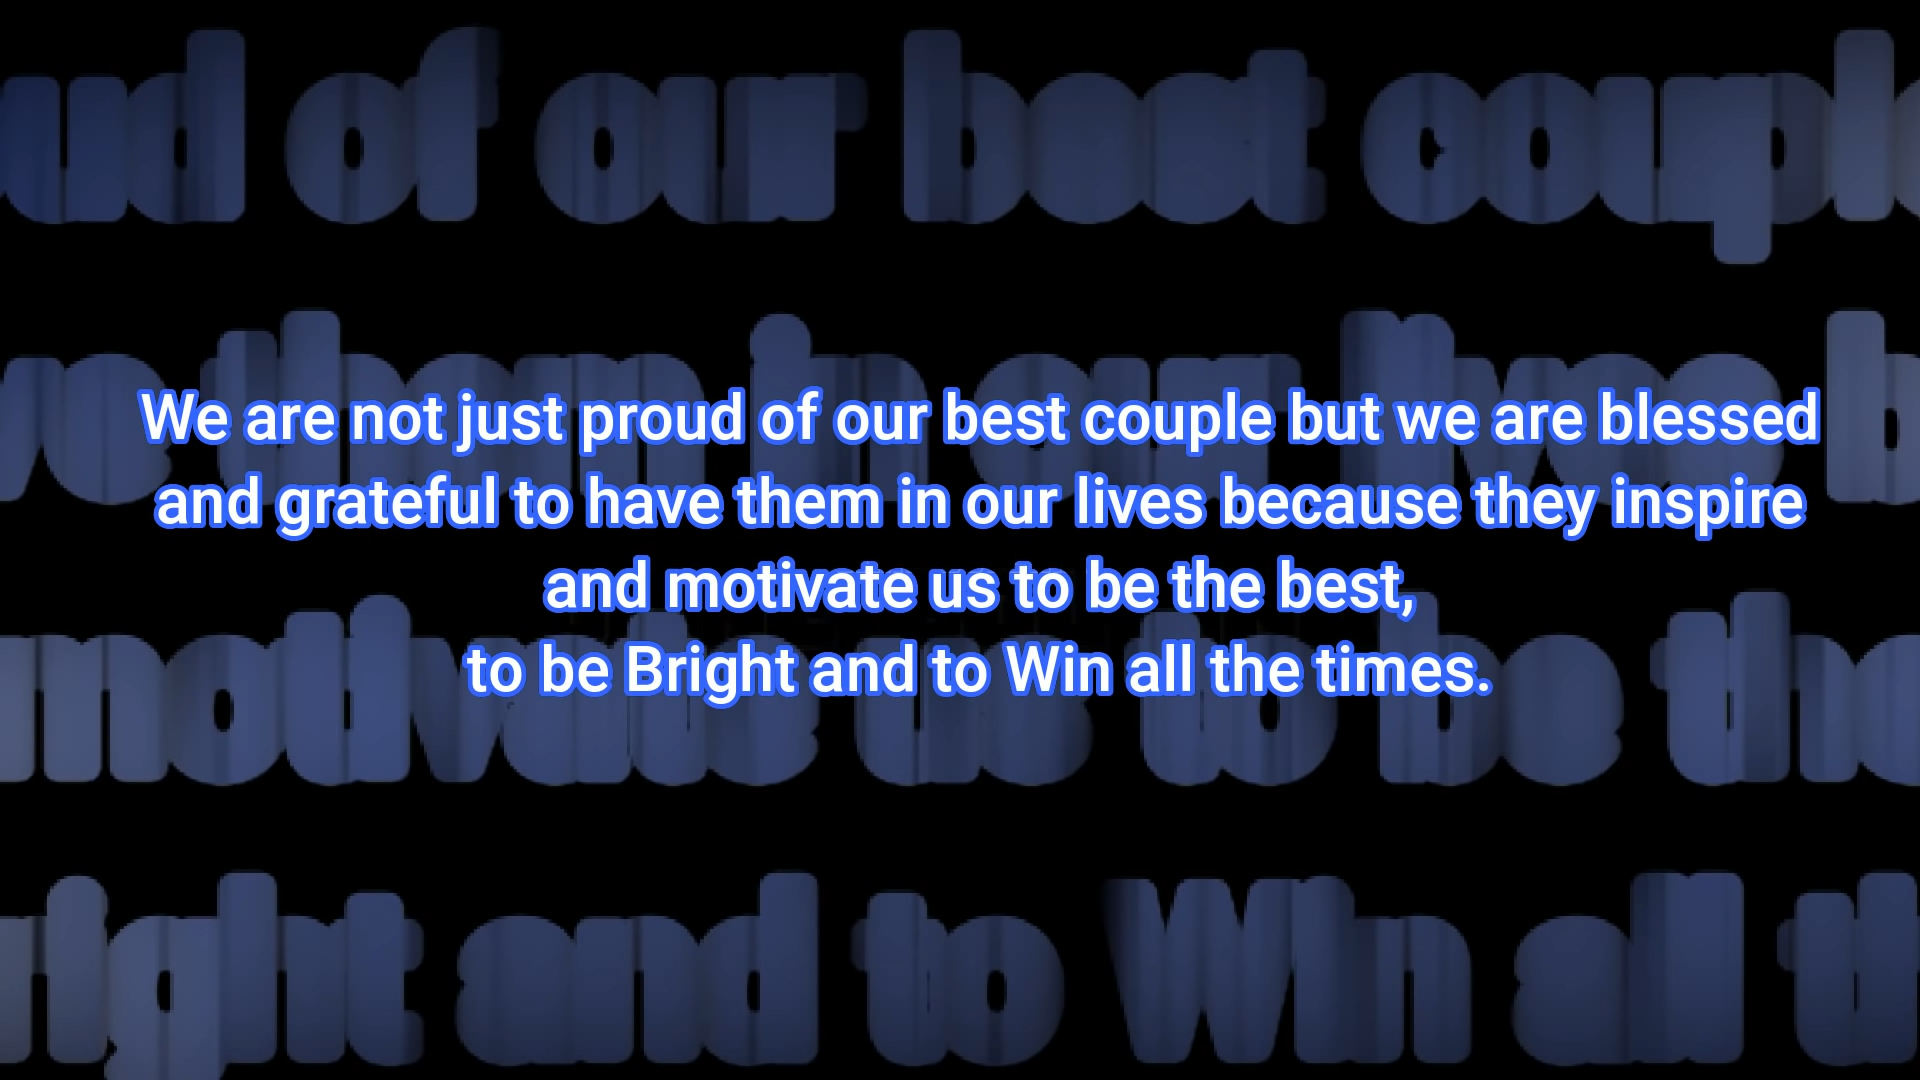 We are not just proud of our best couple but we are blessed
and grateful to have them in our lives because they inspire
and motivate us to be the best,
to be Bright and to Win all the times.